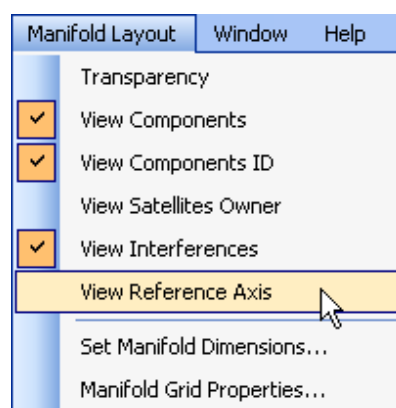 Manifold Layout Window Help
Transparency
View Components
View Components ID
View Satellites Owner
View Interferences
View Reference Axis
Set Manifold Dimensions...
Manifold Grid Properties...